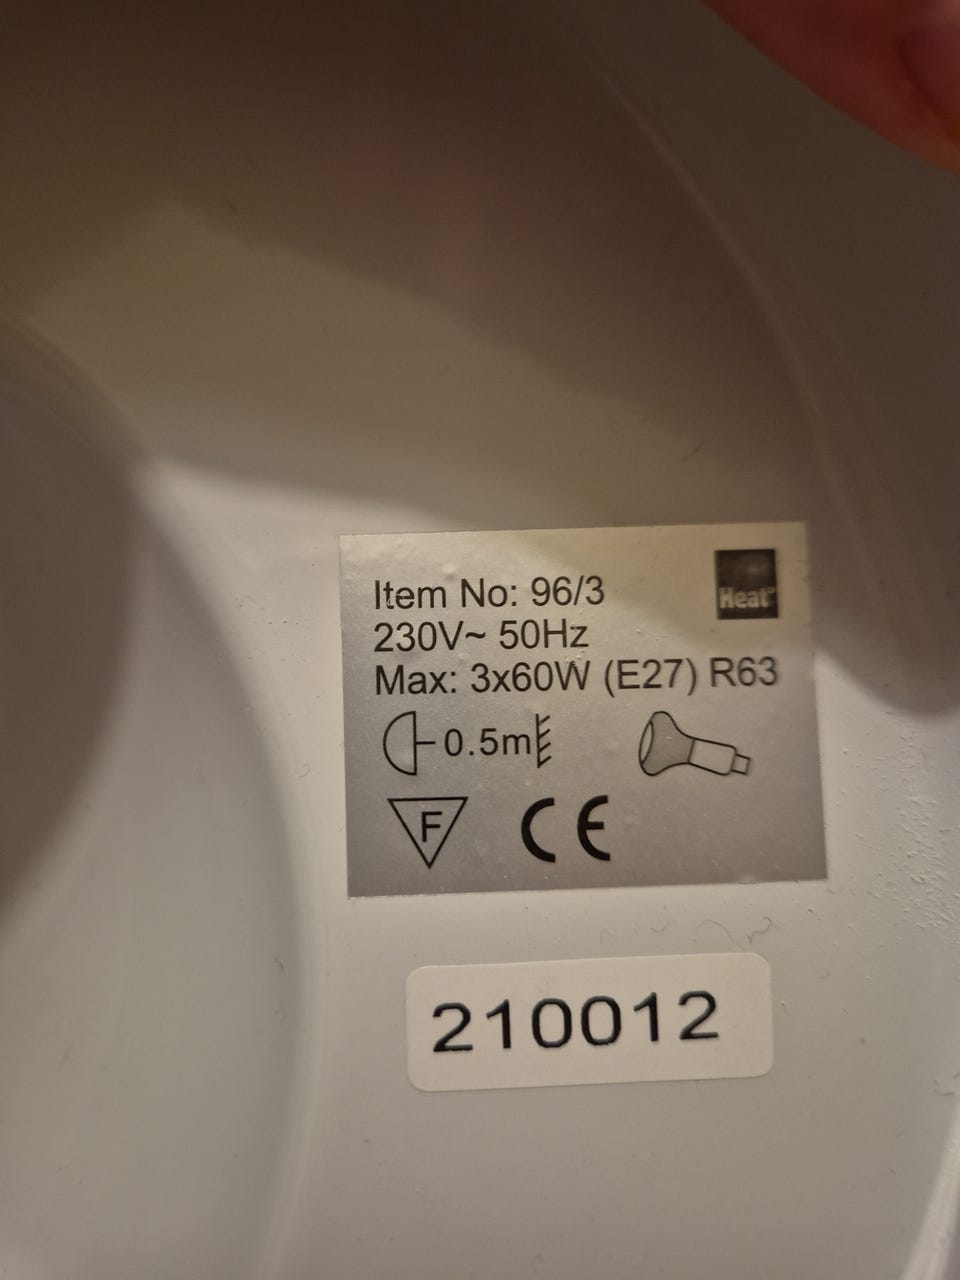 Item No: 96/3
Heat®
230V~ 50Hz
Max: 3x60W (E27) R63
0.5m
F
CE
210012